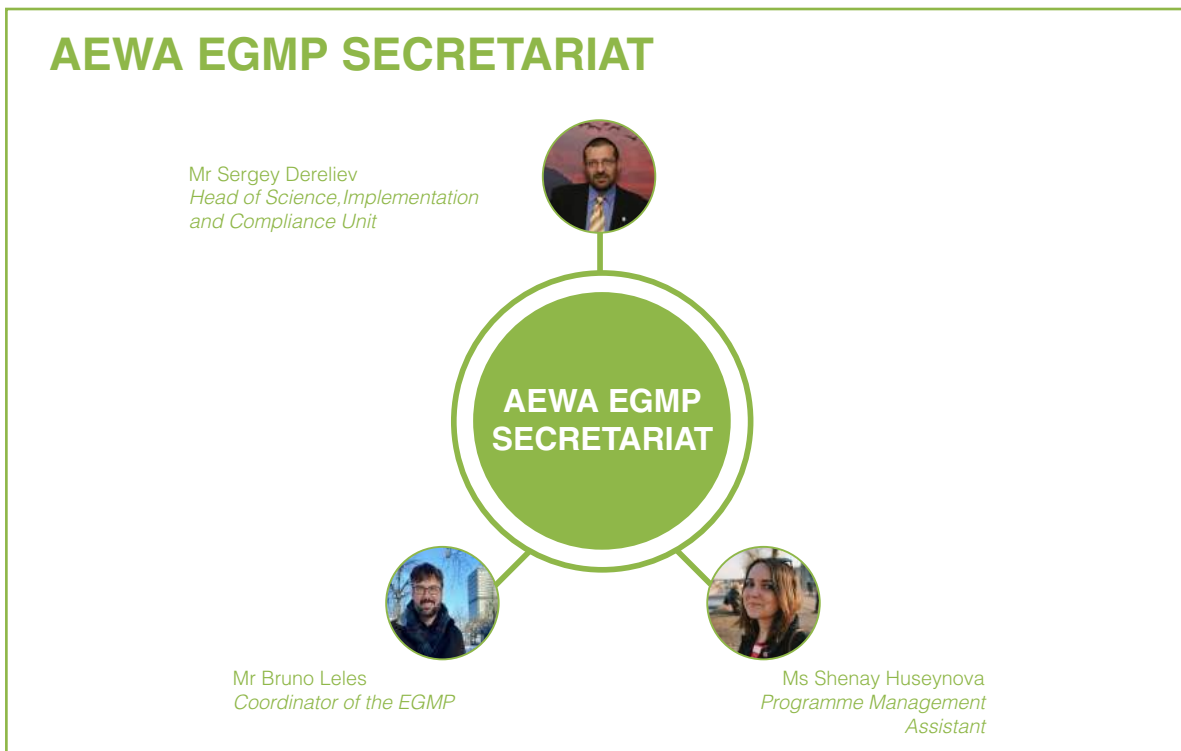 AEWA EGMP SECRETARIAT
Mr Sergey Dereliev
Head of Science,Implementation
and Compliance Unit
AEWA EGMP
SECRETARIAT
Mr Bruno Leles
Coordinator of the EGMP
Ms Shenay Huseynova
Programme Management
Assistant